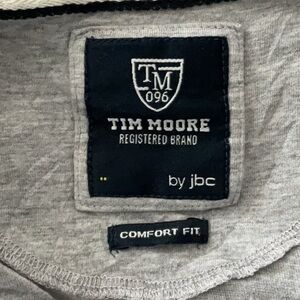 TM
096
TIM MOORE
REGISTERED BRAND
by jbc
COMFORT FIT